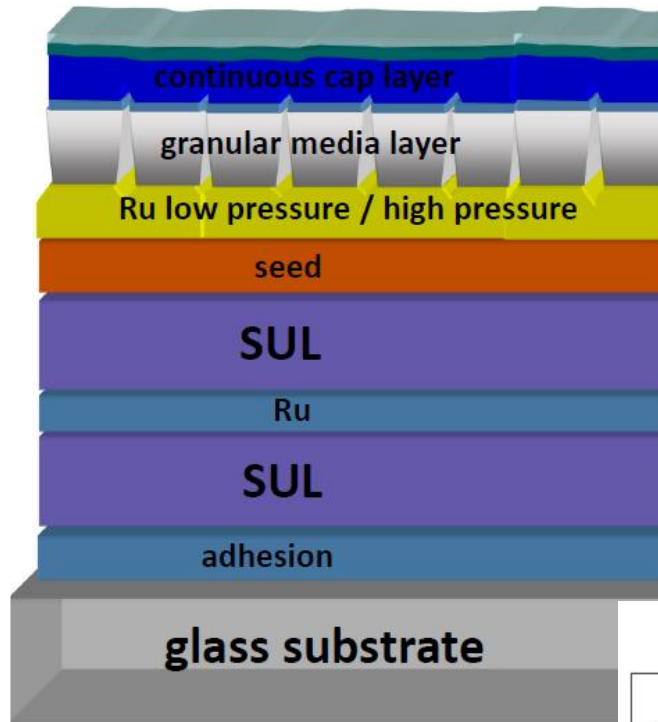 continuous cap layer
granular media layer
Ru low pressure / high pressure
seed
SUL
Ru
SUL
adhesion
glass substrate